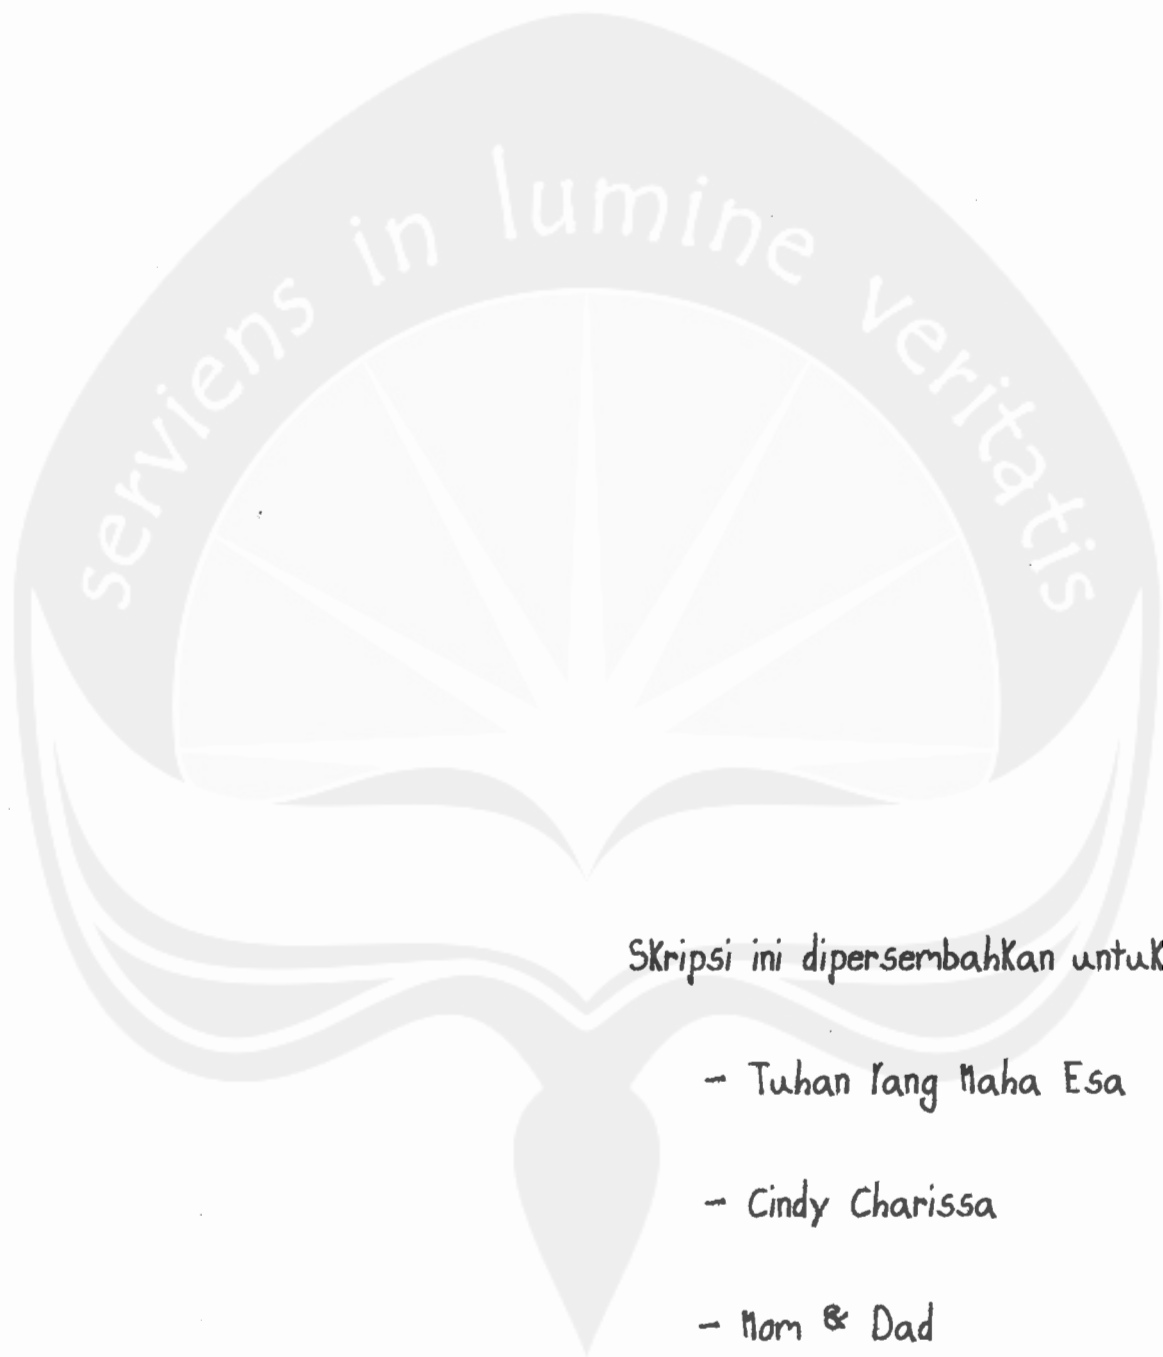 serviens in lumine veritatis
Skripsi ini dipersembahkan untuk
- Tuhan Yang Maha Esa
- Cindy Charissa
- Mom & Dad